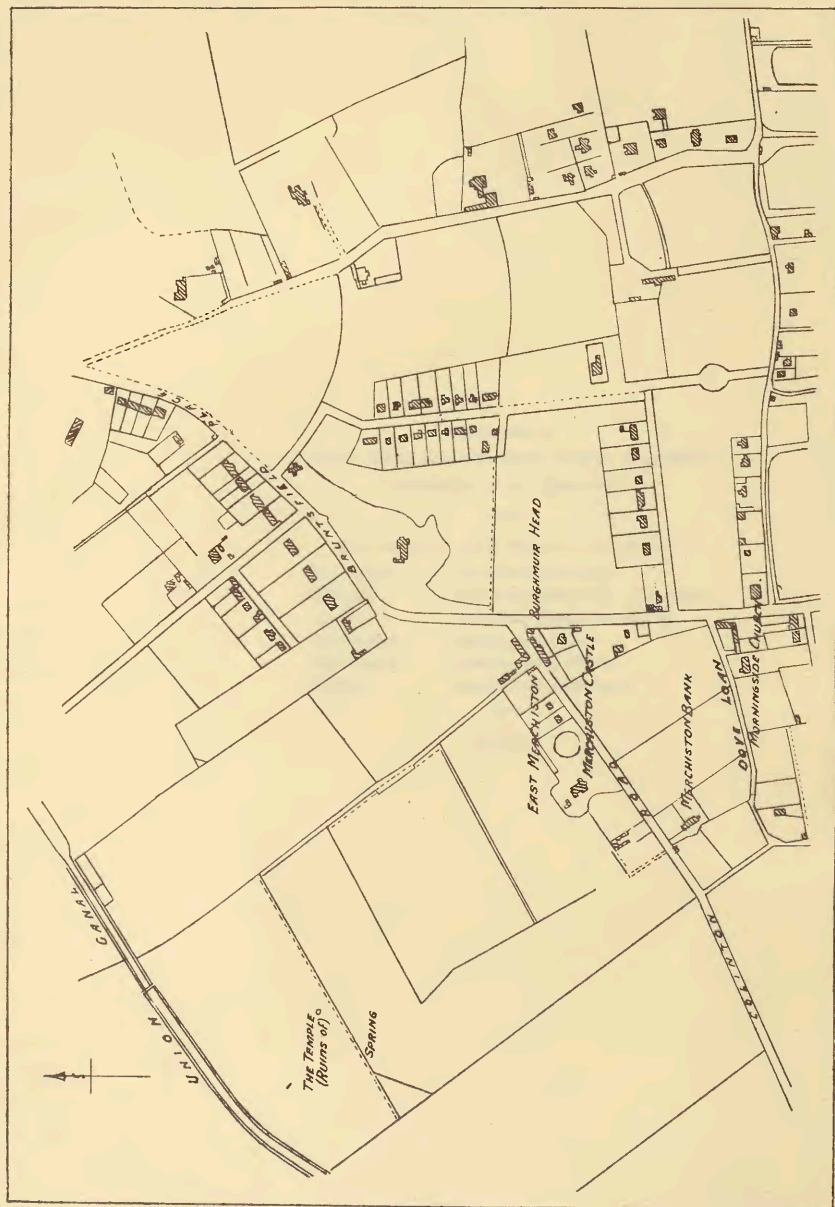 BRUNTSFIELD PLACE
UNION CANAL
THE TEMPLE
(RUINS OF)
SPRING
BURGHMUIR HEAD
EAST MERCHISTON
MERCHISTON CASTLE
MERCHISTON BANK
DOVE LOAN
MORNINGSIDE CHURCH
COLINTON ROAD